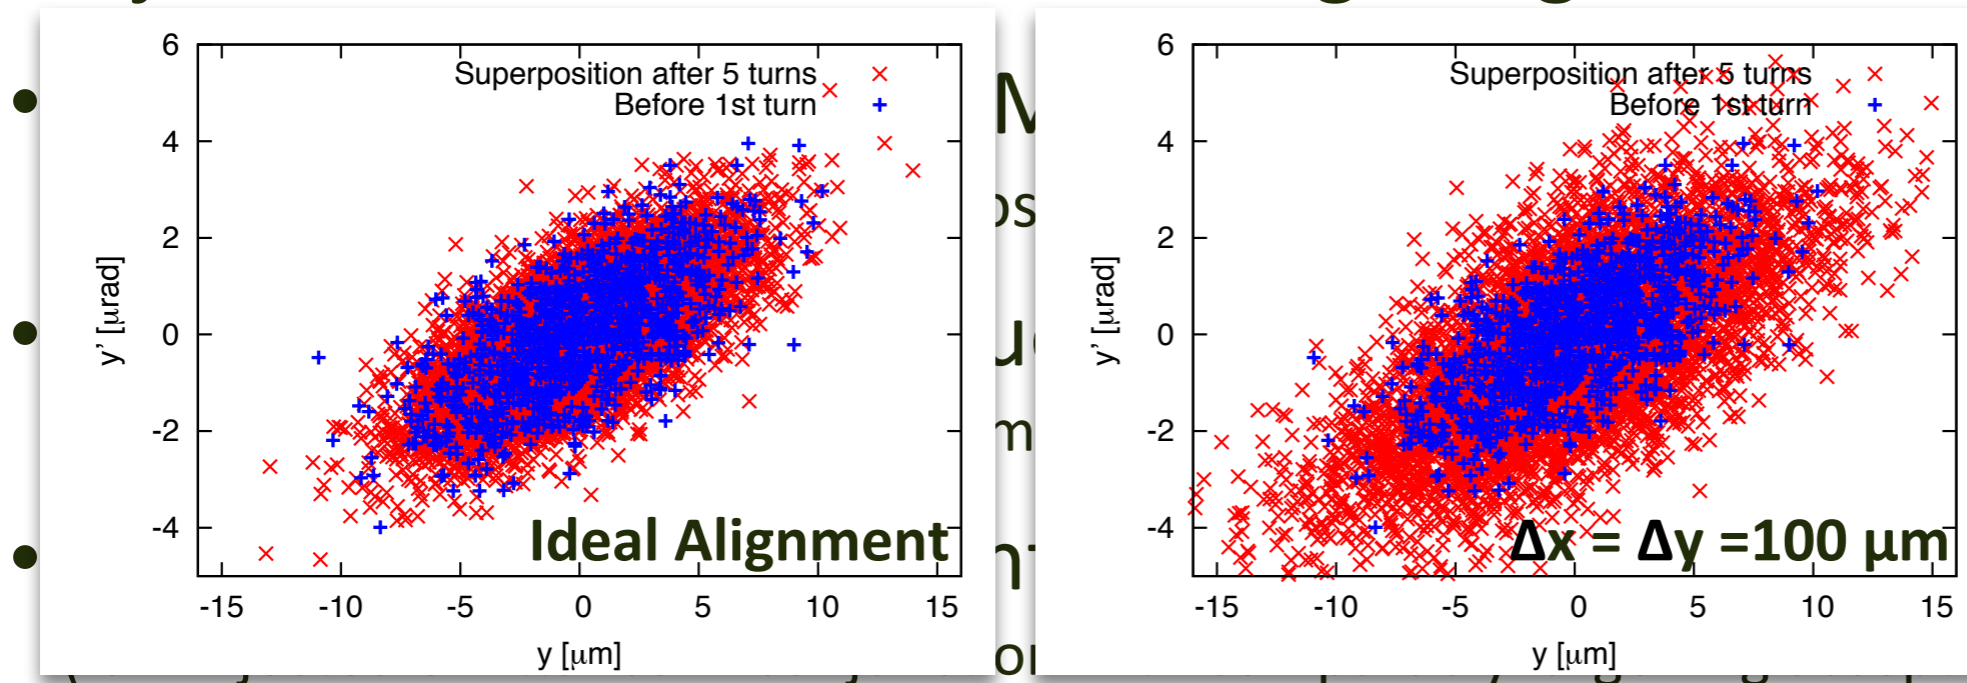 6
4
2
0
-2
-4
-15 -10 -5 0 5 10 15
y [μm]
y' [μrad]
Superposition after 5 turns
Before 1st turn
Ideal Alignment
6
4
2
0
-2
-4
-15 -10 -5 0 5 10 15
y [μm]
y' [μrad]
Superposition after 5 turns
Before 1st turn
Δx = Δy =100 μm